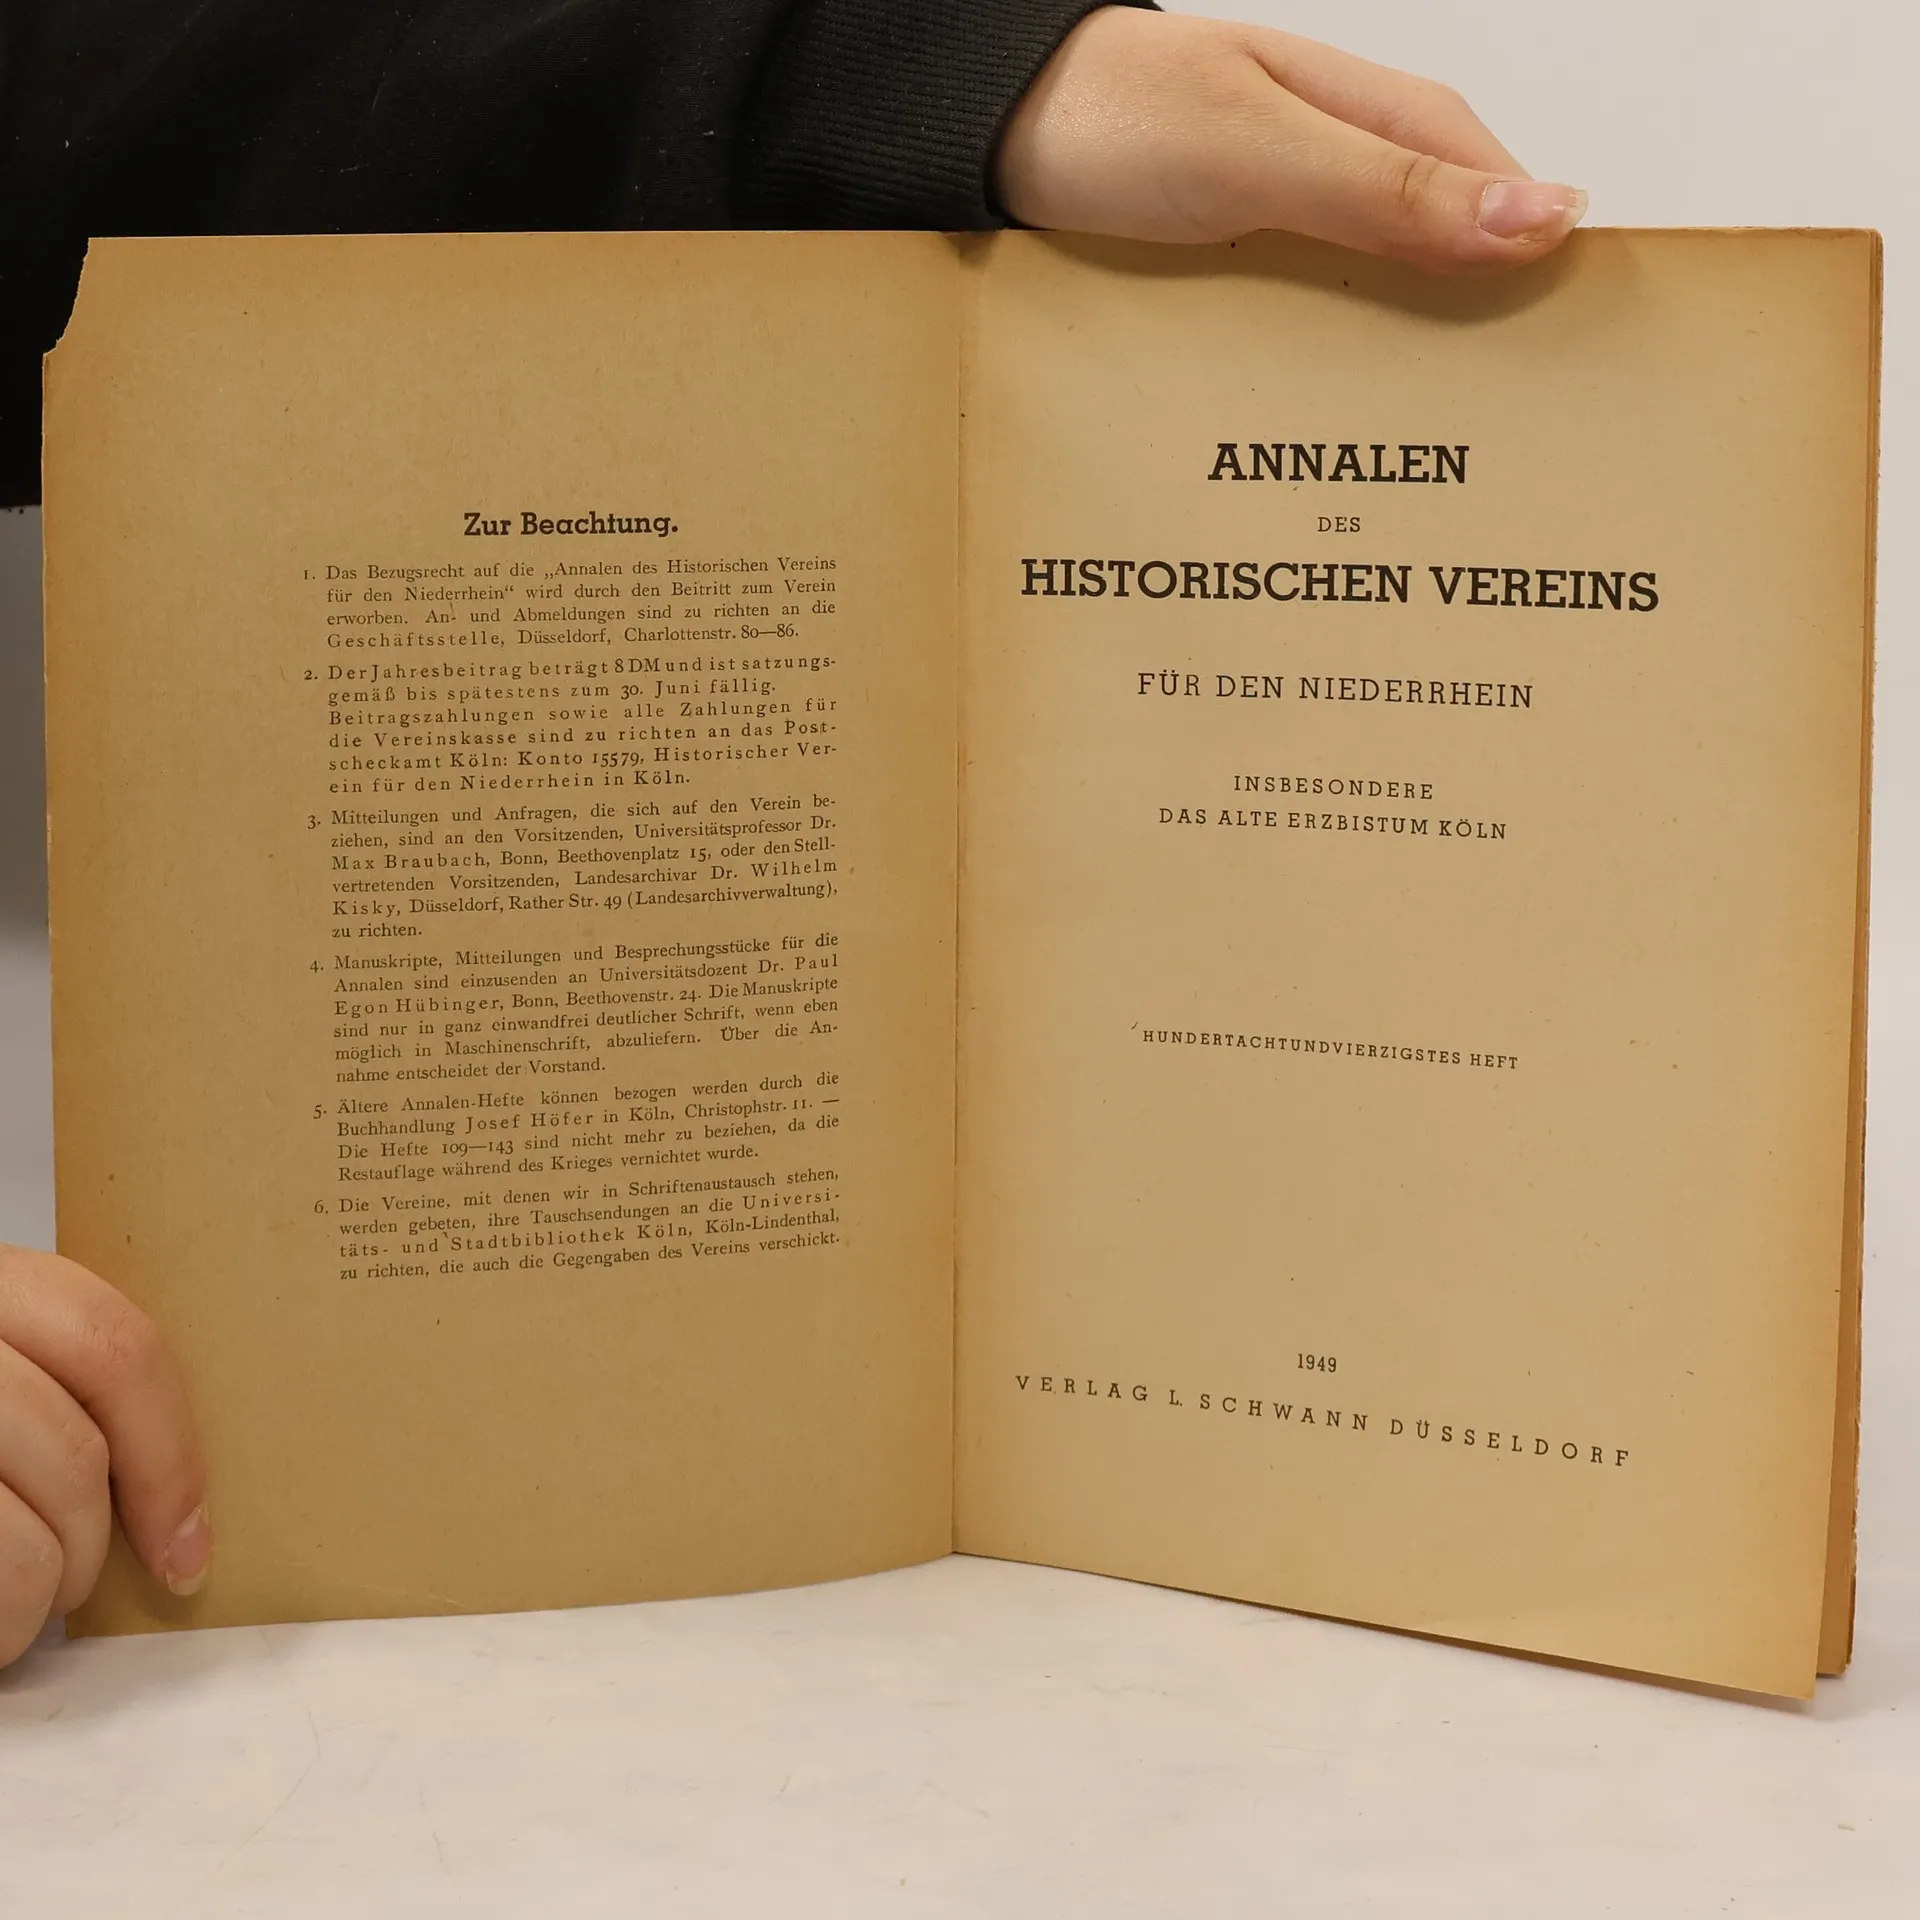 Zur Beachtung.
1. Das Bezugsrecht auf die „Annalen des Historischen Vereins
für den Niederrhein“ wird durch den Beitritt zum Verein
erworben. An- und Abmeldungen sind zu richten an die
Geschäftsstelle, Düsseldorf, Charlottenstr. 80—86.
2. Der Jahresbeitrag beträgt 8 DM und ist satzungs-
gemäß bis spätestens zum 30. Juni fällig.
Beitragszahlungen sowie alle Zahlungen für
die Vereinskasse sind zu richten an das Post-
scheckamt Köln: Konto 15579, Historischer Ver-
ein für den Niederrhein in Köln.
3. Mitteilungen und Anfragen, die sich auf den Verein be-
ziehen, sind an den Vorsitzenden, Universitätsprofessor Dr.
Max Braubach, Bonn, Beethovenplatz 15, oder den Stell-
vertretenden Vorsitzenden, Landesarchivar Dr. Wilhelm
Kisky, Düsseldorf, Rather Str. 49 (Landesarchivverwaltung),
zu richten.
4. Manuskripte, Mitteilungen und Besprechungsstücke für die
Annalen sind einzusenden an Universitätsdozent Dr. Paul
Egon Hübinger, Bonn, Beethovenstr. 24. Die Manuskripte
sind nur in ganz einwandfrei deutlicher Schrift, wenn eben
möglich in Maschinenschrift, abzuliefern. Über die An-
nahme entscheidet der Vorstand.
5. Ältere Annalen-Hefte können bezogen werden durch die
Buchhandlung Josef Höfer in Köln, Christophstr. 11. —
Die Hefte 109—143 sind nicht mehr zu beziehen, da die
Restauflage während des Krieges vernichtet wurde.
6. Die Vereine, mit denen wir in Schriftenaustausch stehen,
werden gebeten, ihre Tauschsendungen an die Universi-
täts- und Stadtbibliothek Köln, Köln-Lindenthal,
zu richten, die auch die Gegengaben des Vereins verschickt.
ANNALEN
DES
HISTORISCHEN VEREINS
FÜR DEN NIEDERRHEIN
INSBESONDERE
DAS ALTE ERZBISTUM KÖLN
HUNDERTACHTUNDVIERZIGSTES HEFT
1949
VERLAG L. SCHWANN DÜSSELDORF